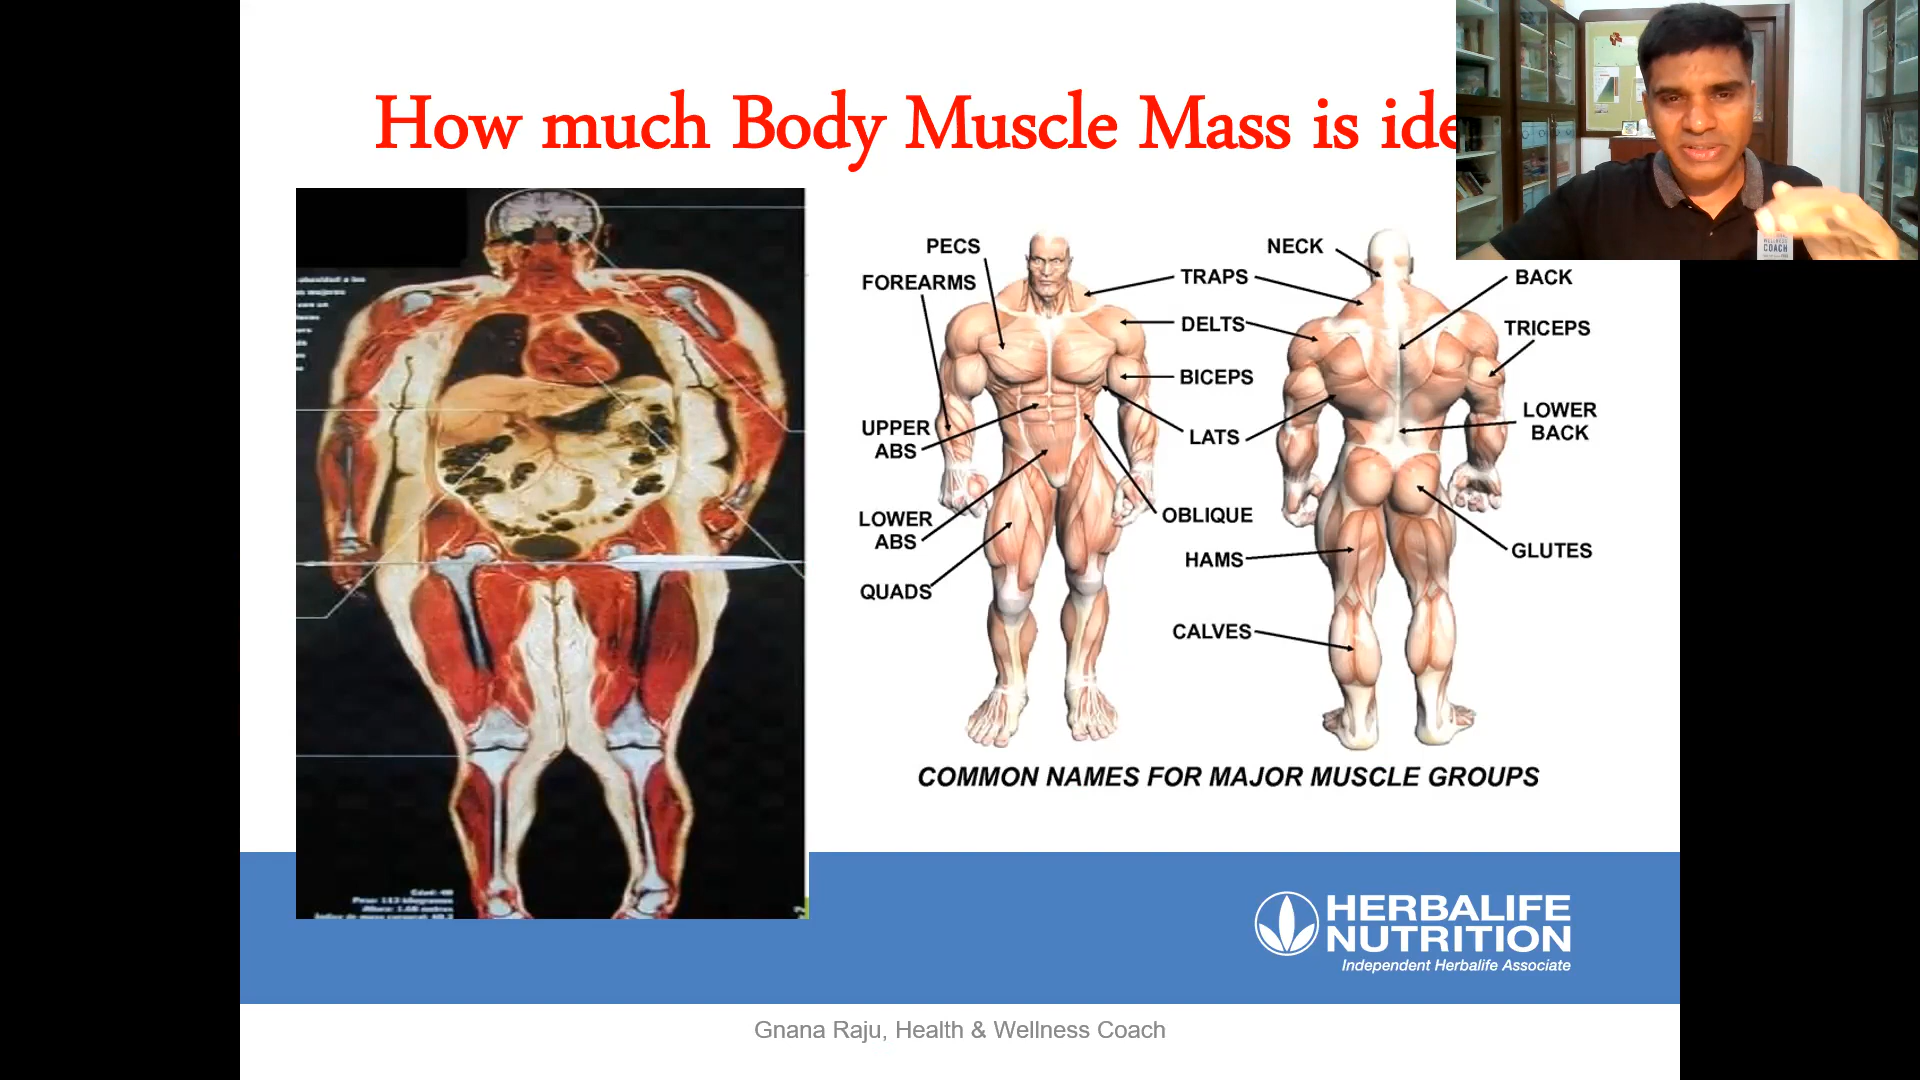 How much Body Muscle Mass is ide
PECS
FOREARMS
UPPER
ABS
LOWER
ABS
QUADS
NECK
TRAPS
DELTS
BICEPS
LATS
OBLIQUE
HAMS
CALVES
BACK
TRICEPS
LOWER
BACK
GLUTES
COMMON NAMES FOR MAJOR MUSCLE GROUPS
WELLNESS
COACH
HERBALIFE
NUTRITION
Independent Herbalife Associate
Gnana Raju, Health & Wellness Coach